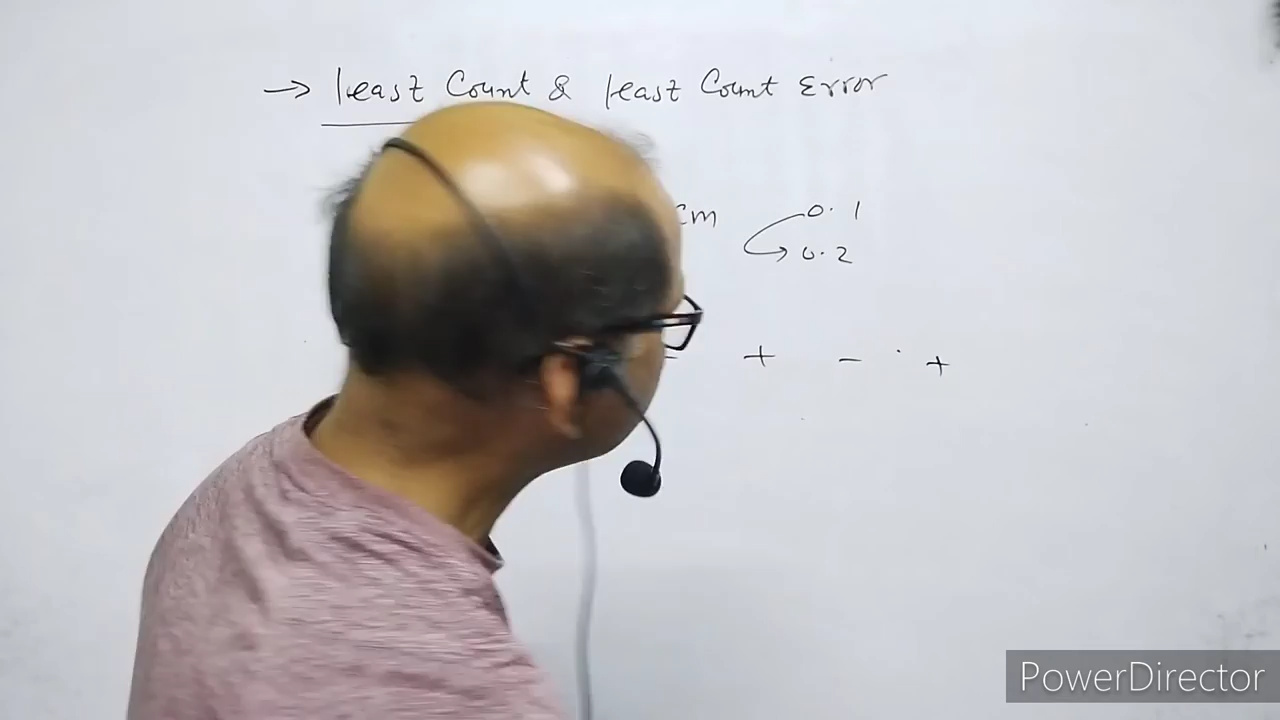 → Least Count & Least Count Error
cm 0.1
0.2
- + - +
PowerDirector